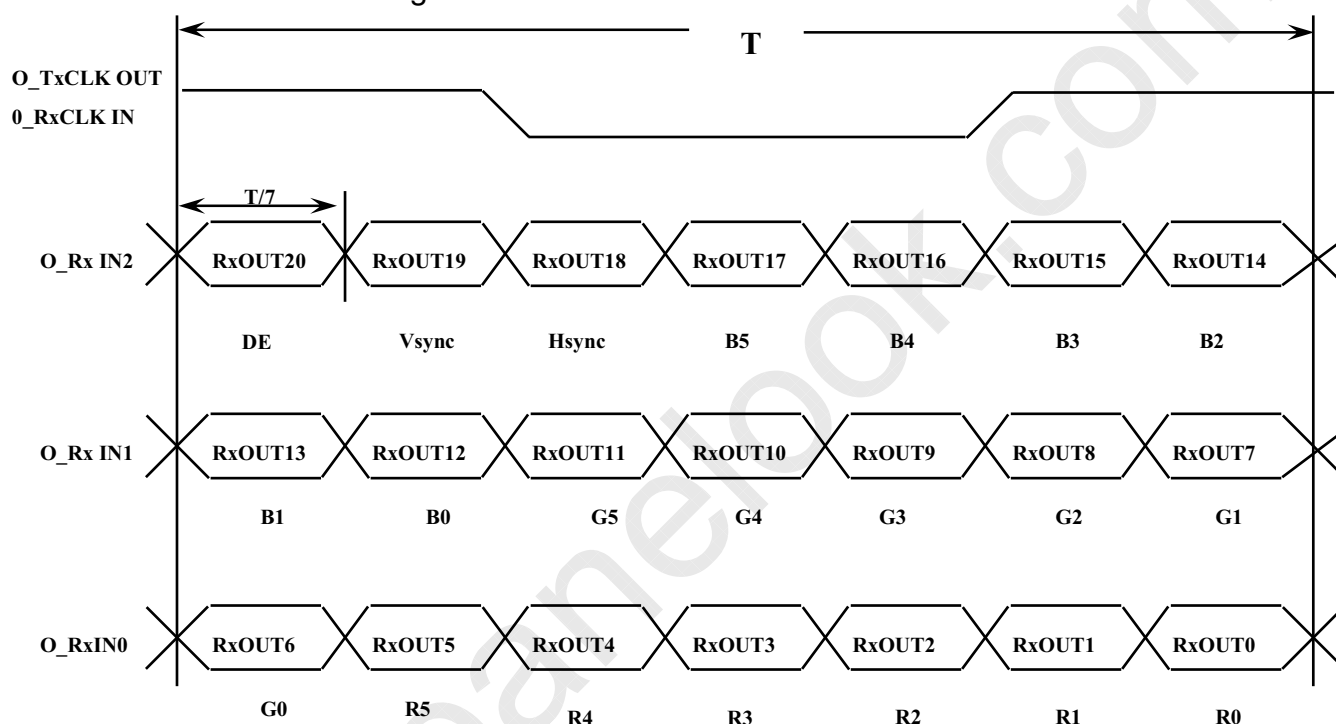 T
O_TxCLK OUT
0_RxCLK IN
T/7
O_Rx IN2 RxOUT20 RxOUT19 RxOUT18 RxOUT17 RxOUT16 RxOUT15 RxOUT14
DE Vsync Hsync B5 B4 B3 B2
O_Rx IN1 RxOUT13 RxOUT12 RxOUT11 RxOUT10 RxOUT9 RxOUT8 RxOUT7
B1 B0 G5 G4 G3 G2 G1
O_RxIN0 RxOUT6 RxOUT5 RxOUT4 RxOUT3 RxOUT2 RxOUT1 RxOUT0
G0 R5 R4 R3 R2 R1 R0
panelook.com